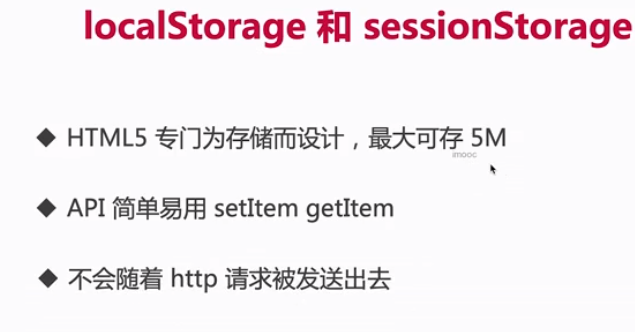 localStorage 和 sessionStorage
HTML5 专门为存储而设计，最大可存 5M
imooc
API 简单易用 setItem getItem
不会随着 http 请求被发送出去